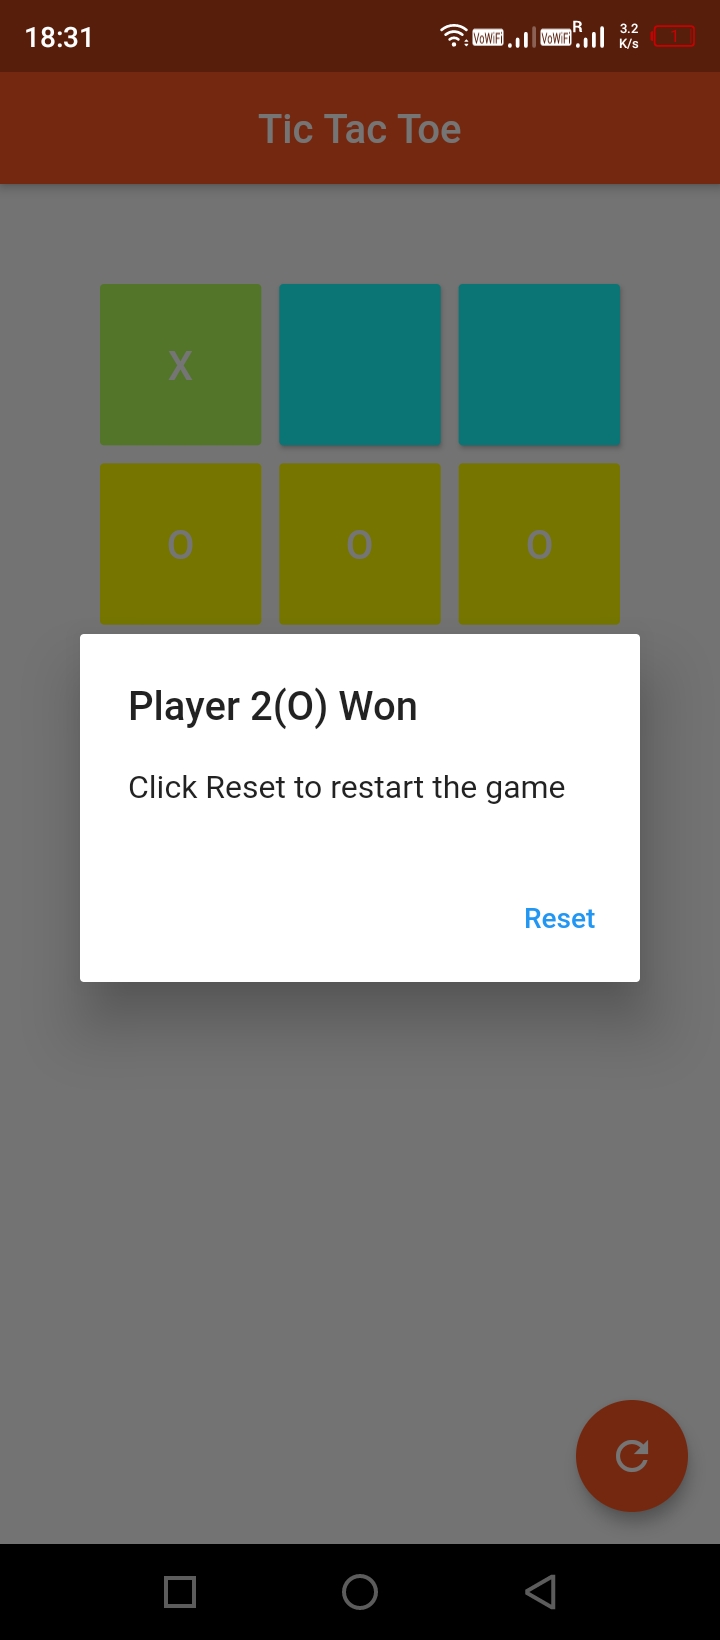 18:31
VoWiFi VoWiFi R 3.2 K/s 1
Tic Tac Toe
X
O O O
Player 2(O) Won
Click Reset to restart the game
Reset